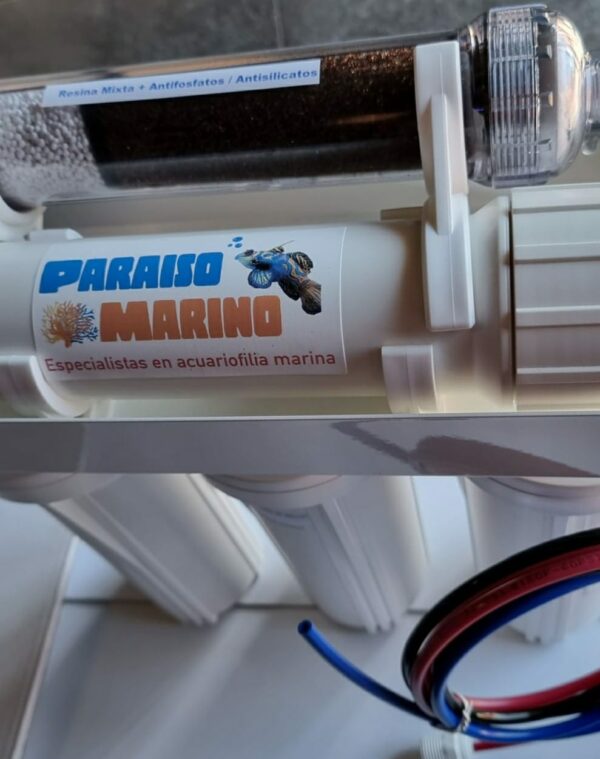 Resina Mixta + Antifosfatos / Antisilicatos
PARAISO
MARINO
Especialistas en acuariofilia marina